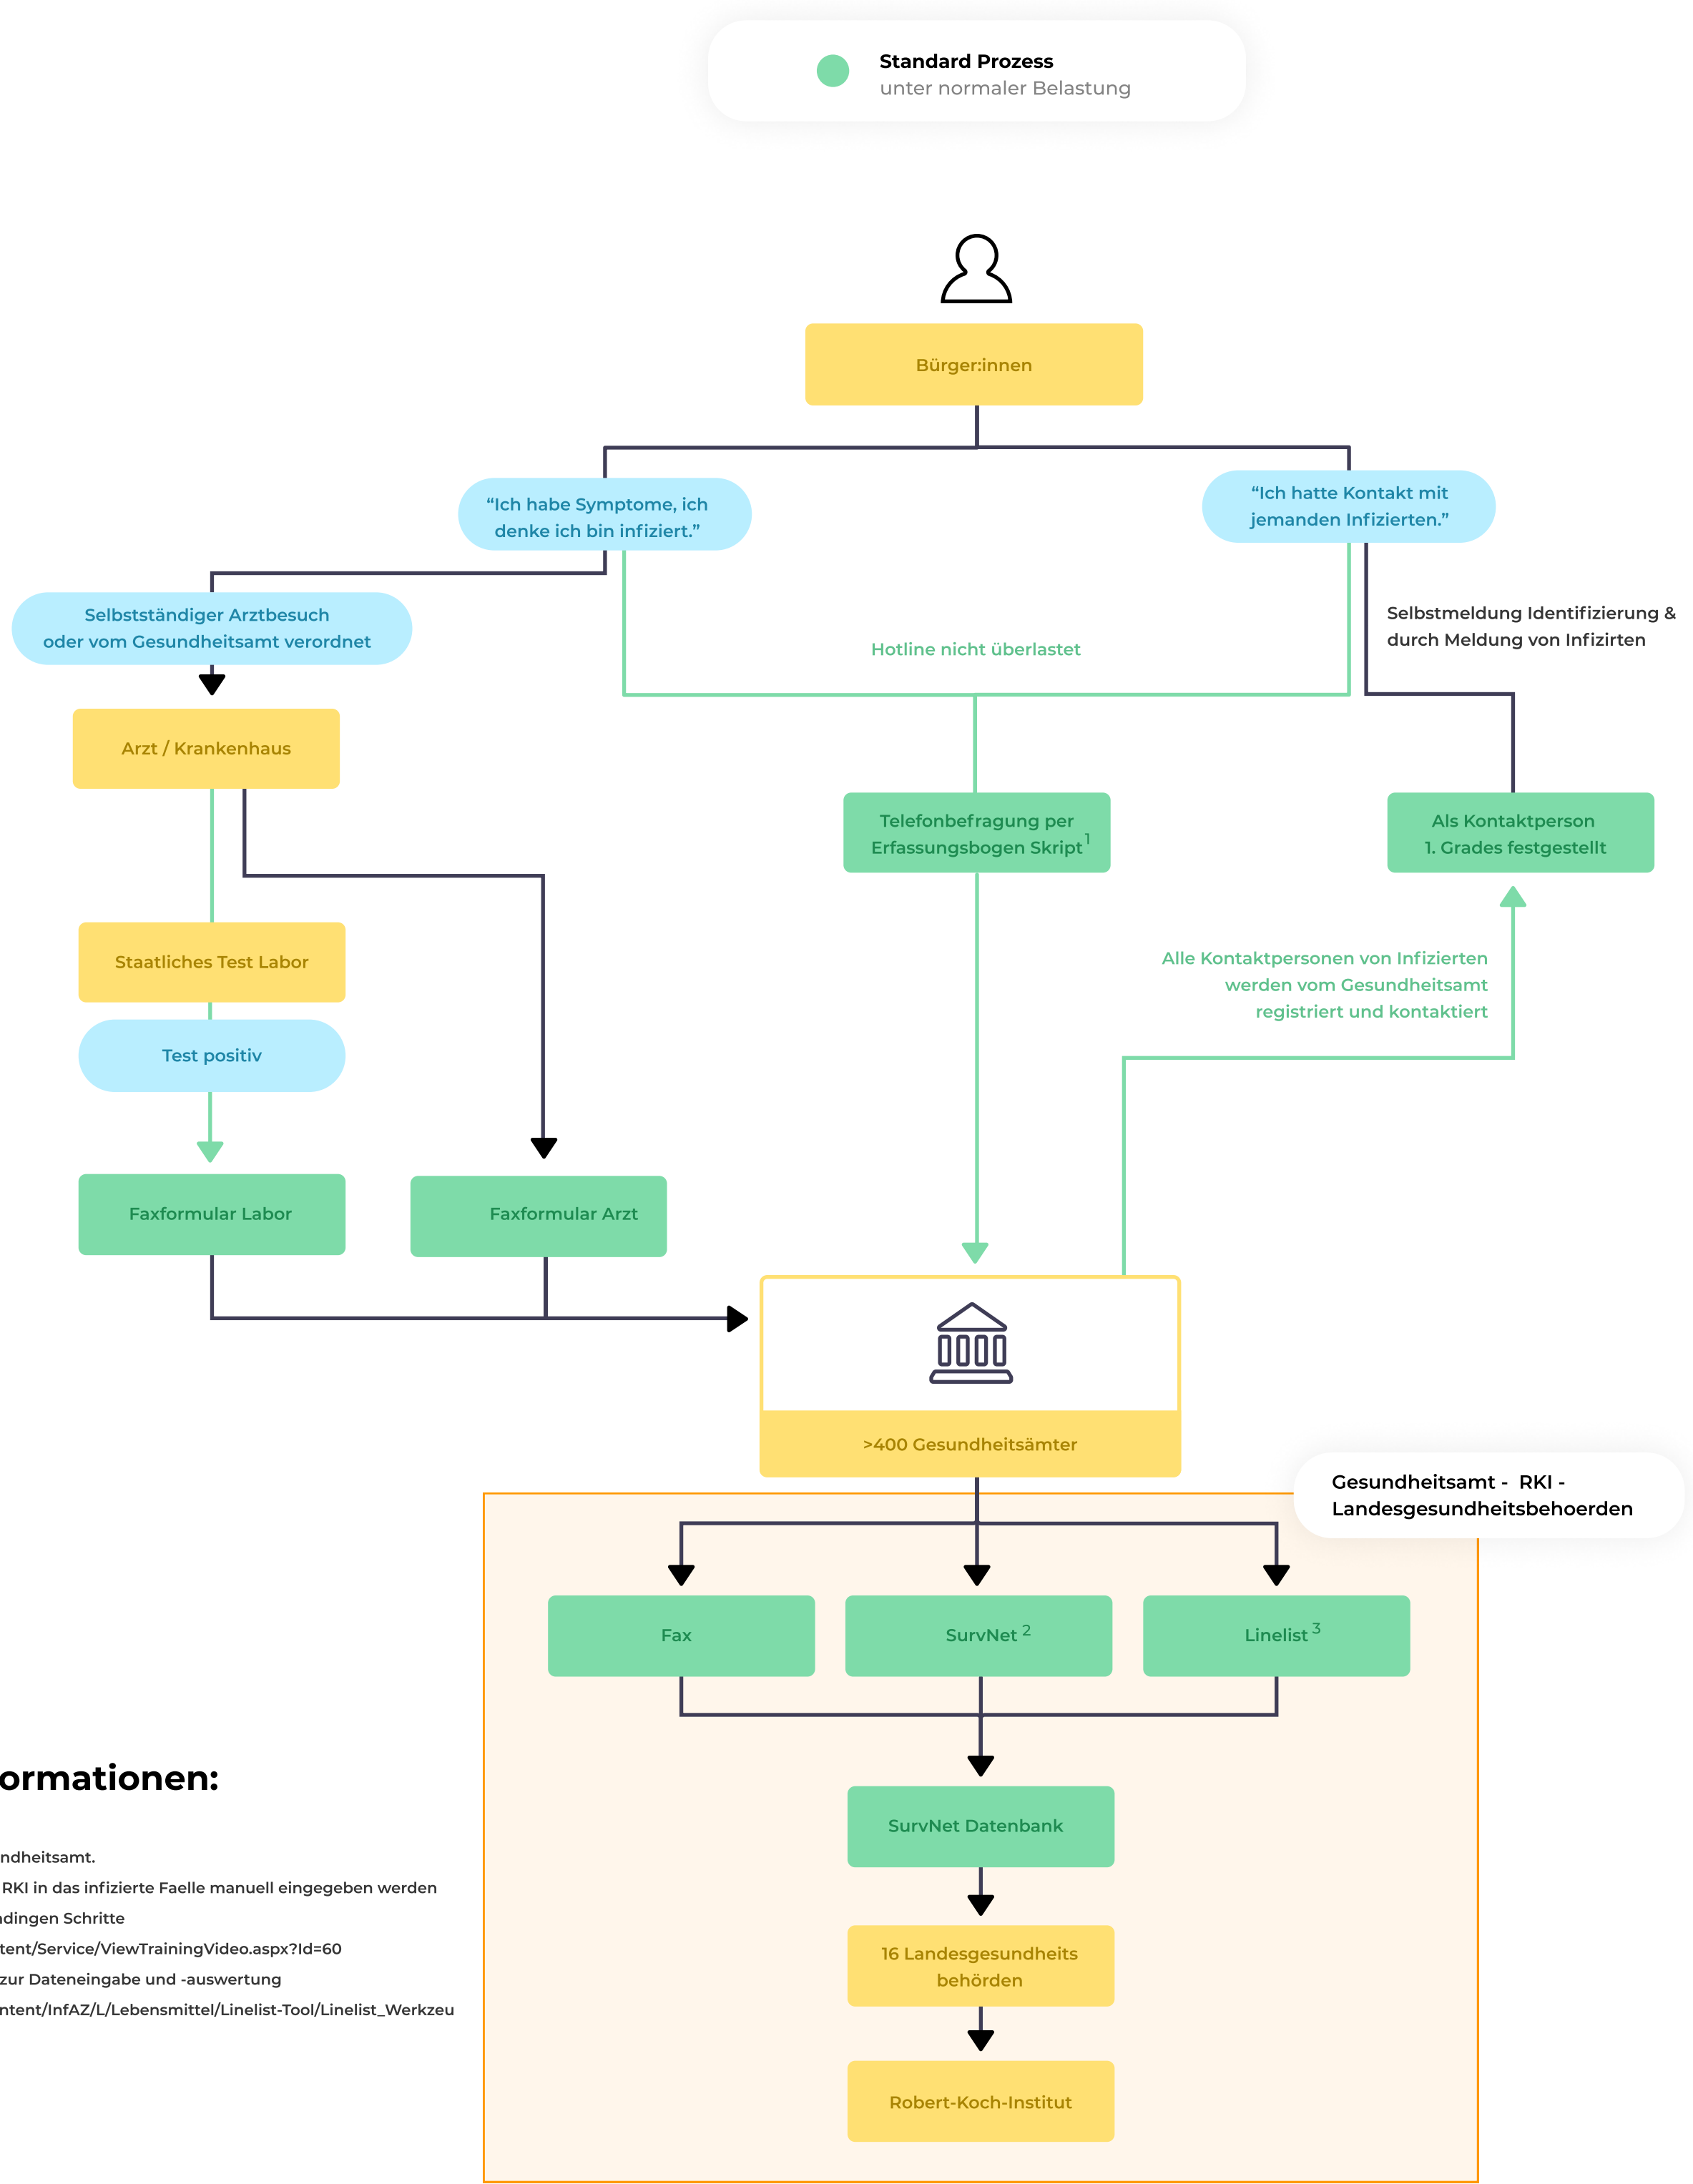 Standard Prozess
unter normaler Belastung
Bürger:innen
“Ich habe Symptome, ich
denke ich bin infiziert.”
“Ich hatte Kontakt mit
jemanden Infizierten.”
Selbstständiger Arztbesuch
oder vom Gesundheitsamt verordnet
Selbstmeldung Identifizierung &
durch Meldung von Infizirten
Hotline nicht überlastet
Arzt / Krankenhaus
Telefonbefragung per
Erfassungsbogen Skript 1
Als Kontaktperson
1. Grades festgestellt
Staatliches Test Labor
Alle Kontaktpersonen von Infizierten
werden vom Gesundheitsamt
registriert und kontaktiert
Test positiv
Faxformular Labor
Faxformular Arzt
>400 Gesundheitsämter
Gesundheitsamt - RKI -
Landesgesundheitsbehoerden
Fax
SurvNet 2
Linelist 3
SurvNet Datenbank
16 Landesgesundheits
behörden
Robert-Koch-Institut
ormationen:
ndheitsamt.
RKI in das infizierte Faelle manuell eingegeben werden
ndingen Schritte
tent/Service/ViewTrainingVideo.aspx?Id=60
zur Dateneingabe und -auswertung
ntent/InfAZ/L/Lebensmittel/Linelist-Tool/Linelist_Werkzeu